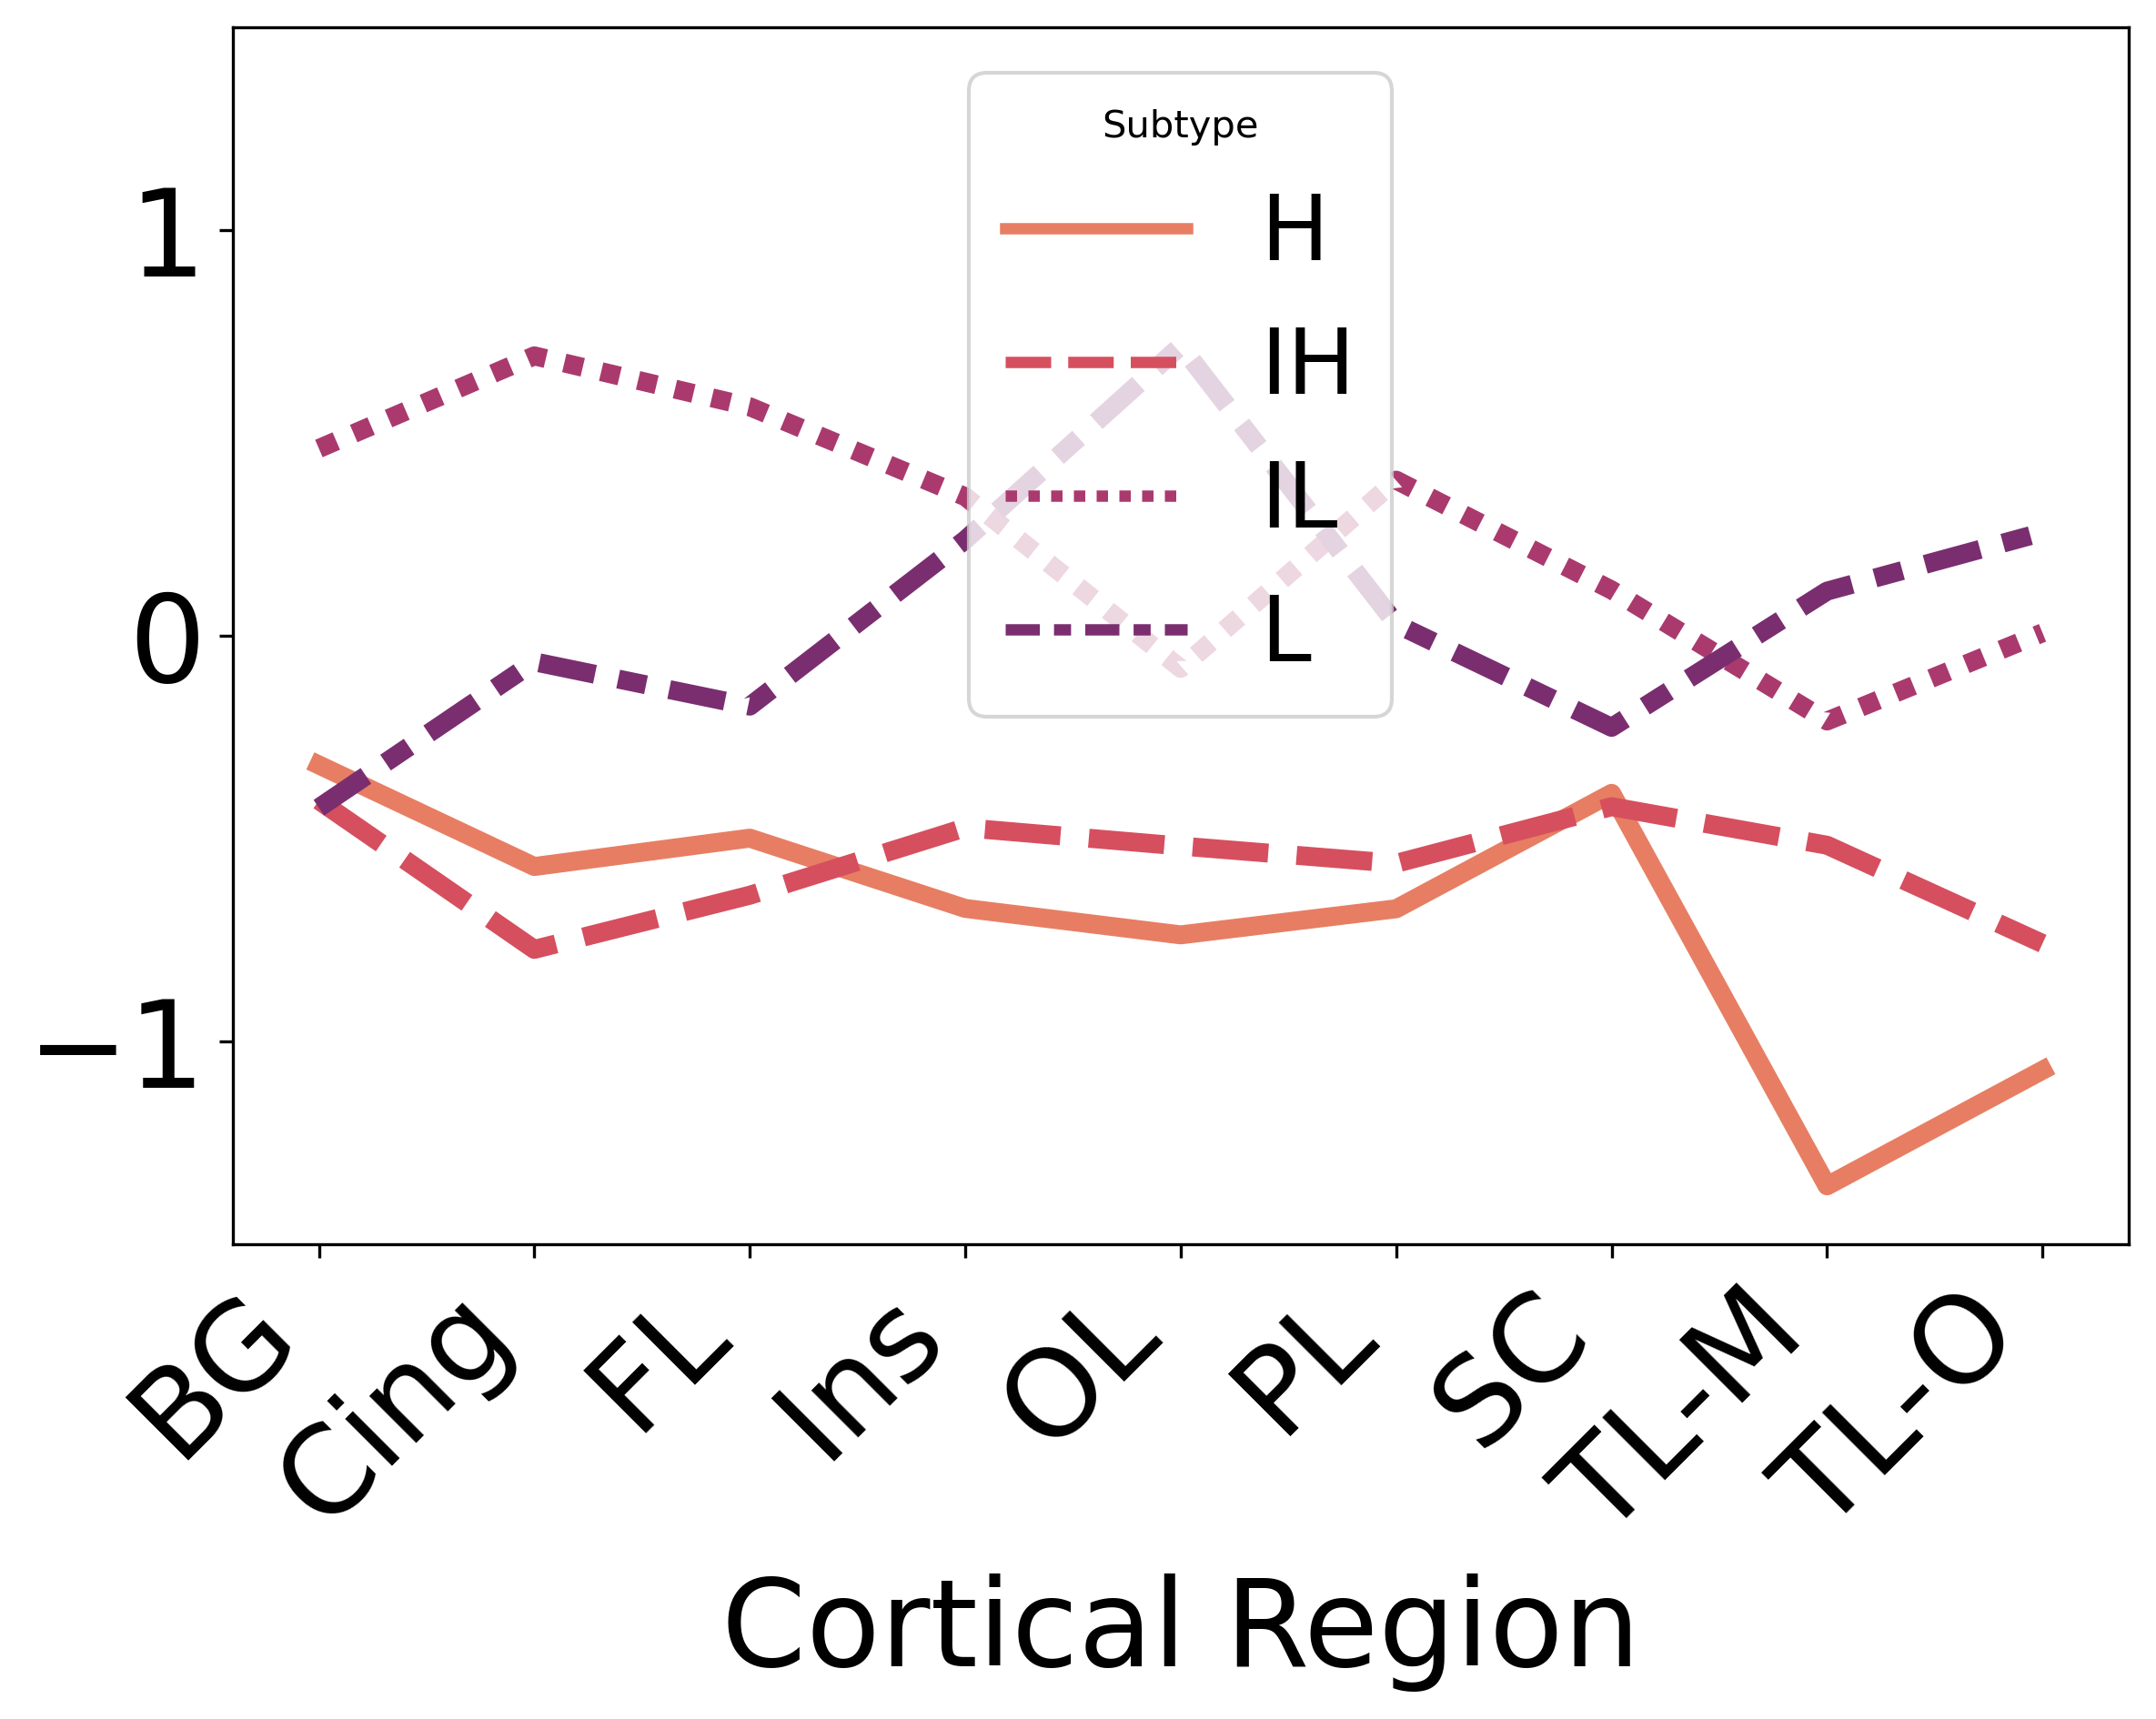 Subtype
H
IH
IL
L
1
0
−1
BG
Cing
FL
Ins
OL
PL
SC
TL-M
TL-O
Cortical Region